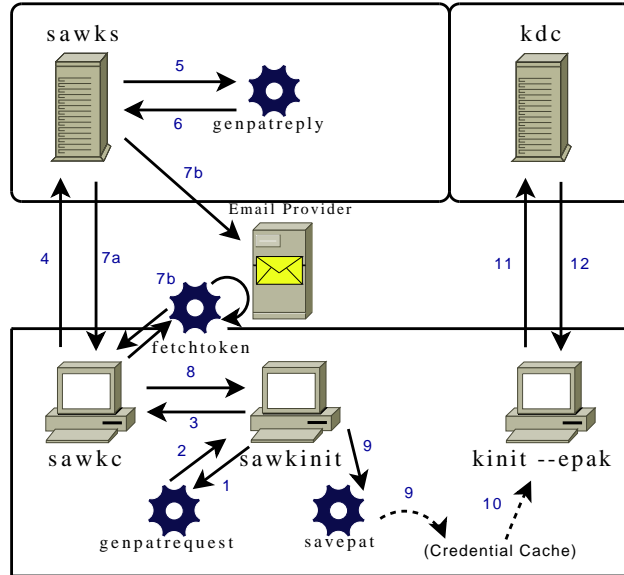 sawks
kdc
5
6
genpatreply
7b
Email Provider
4
7a
7b
11
12
fetchtoken
8
3
sawkc
sawkinit
kinit --epak
2
1
9
9
10
genpatrequest
savepat
(Credential Cache)